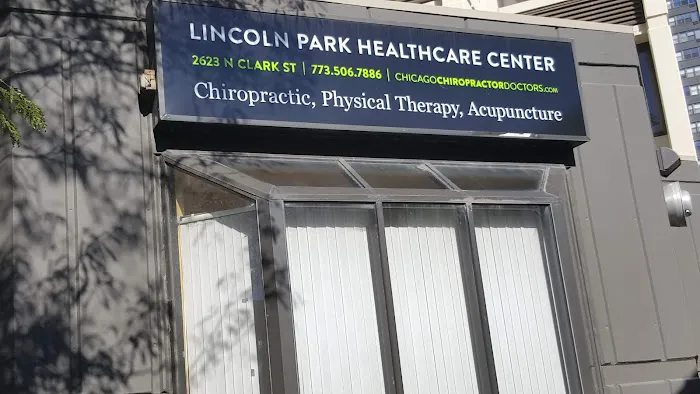 LINCOLN PARK HEALTHCARE CENTER
2623 N CLARK ST | 773.506.7886 | CHICAGOCHIROPRACTORDOCTORS.COM
Chiropractic, Physical Therapy, Acupuncture